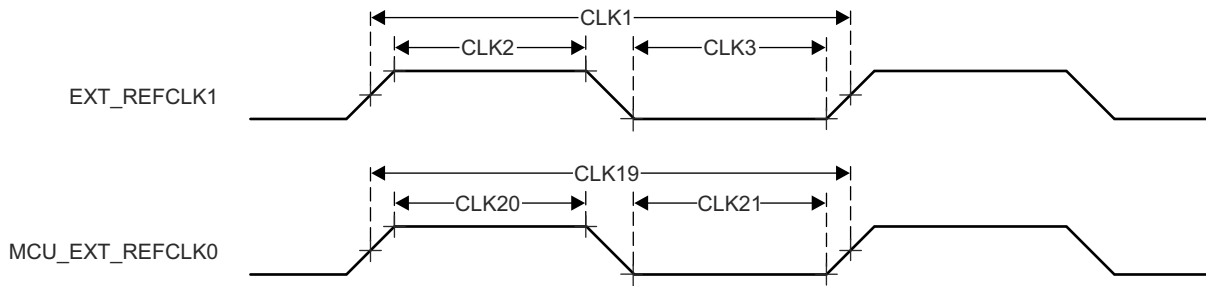 CLK1
CLK2 CLK3
EXT_REFCLK1
CLK19
CLK20 CLK21
MCU_EXT_REFCLK0